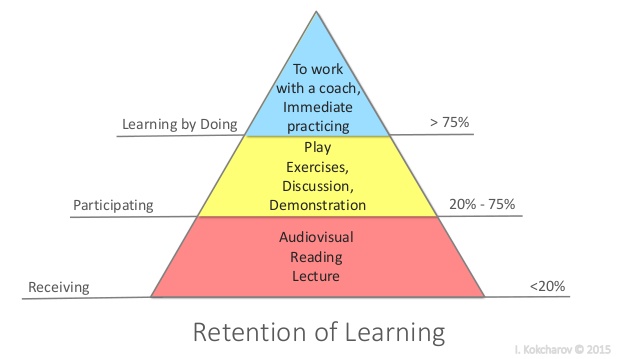 To work
with a coach,
Immediate
practicing
Learning by Doing
> 75%
Play
Exercises,
Discussion,
Demonstration
Participating
20% - 75%
Audiovisual
Reading
Lecture
Receiving
<20%
Retention of Learning
I. Kokcharov © 2015